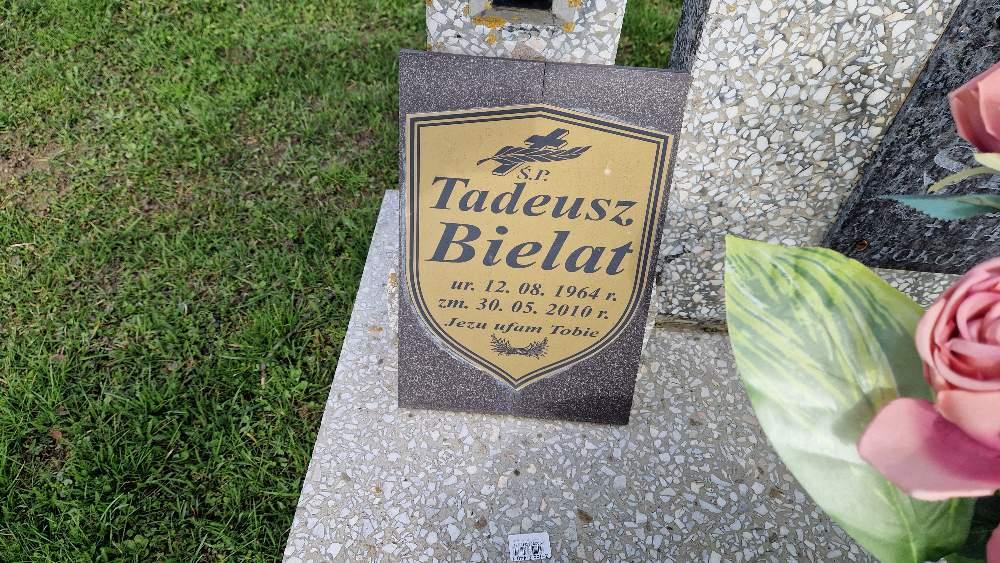 Ś.P.
Tadeusz
Bielat
ur. 12. 08. 1964 r.
zm. 30. 05. 2010 r.
Jezu ufam Tobie